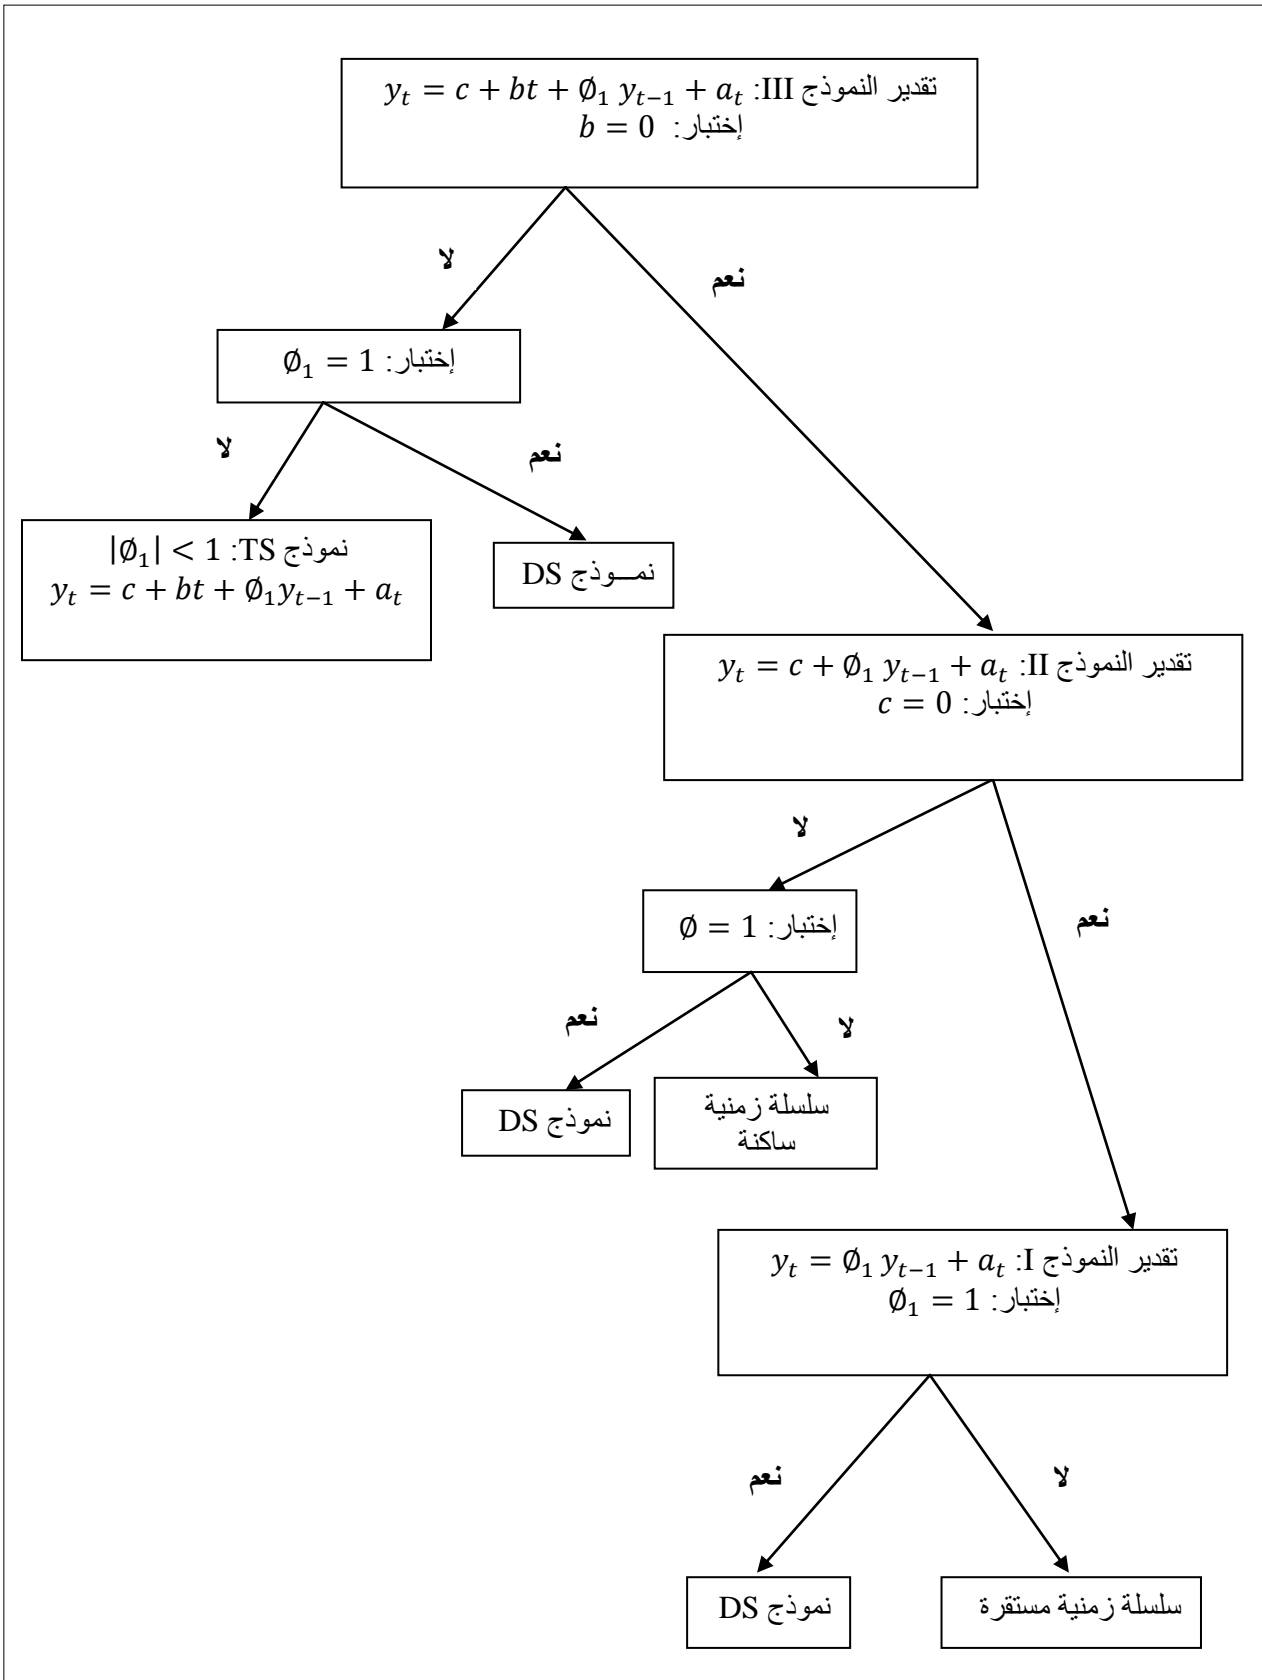 تقدير النموذج III: $y_t = c + bt + \emptyset_1 y_{t-1} + a_t$
إختبار: $b = 0$
لا
نعم
إختبار: $\emptyset_1 = 1$
لا
نعم
نموذج TS: $|\emptyset_1| < 1$
$y_t = c + bt + \emptyset_1 y_{t-1} + a_t$
نمـــوذج DS
تقدير النموذج II: $y_t = c + \emptyset_1 y_{t-1} + a_t$
إختبار: $c = 0$
لا
نعم
إختبار: $\emptyset = 1$
نعم
لا
نموذج DS
سلسلة زمنية
ساكنة
تقدير النموذج I: $y_t = \emptyset_1 y_{t-1} + a_t$
إختبار: $\emptyset_1 = 1$
نعم
لا
نموذج DS
سلسلة زمنية مستقرة